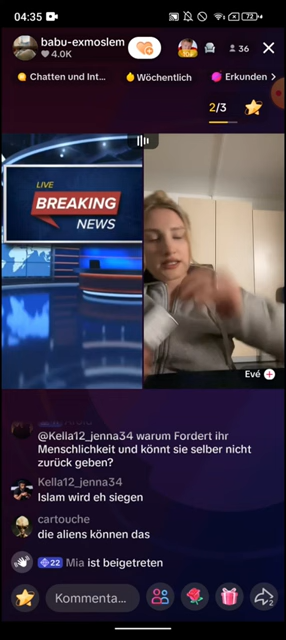 04:35
72
babu-exmoslem
4.0K
36
Chatten und Int...
Wöchentlich
Erkunden
2/3
LIVE
BREAKING
NEWS
Evé
@Kella12_jenna34 warum Fordert ihr
Menschlichkeit und könnt sie selber nicht
zurück geben?
Kella12_jenna34
Islam wird eh siegen
cartouche
die aliens können das
22 Mia ist beigetreten
Kommenta...
2